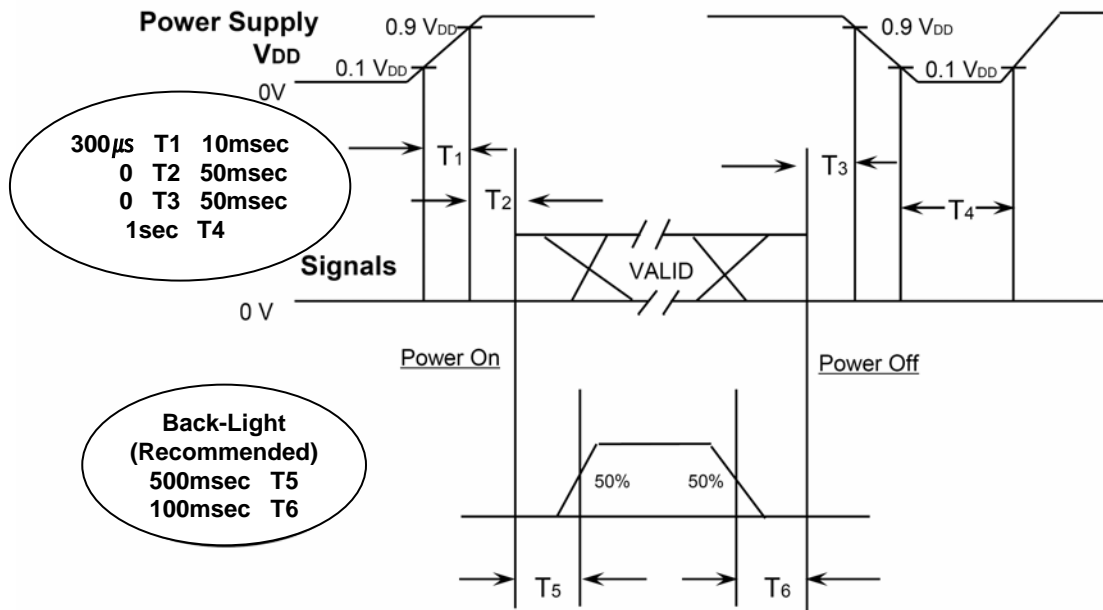 Power Supply
VDD
0.9 VDD
0.1 VDD
0V
0.9 VDD
0.1 VDD
300㎲ T1 10msec
0 T2 50msec
0 T3 50msec
1sec T4
T1
T2
T3
T4
Signals
VALID
0 V
Power On
Power Off
Back-Light
(Recommended)
500msec T5
100msec T6
50%
50%
T5
T6